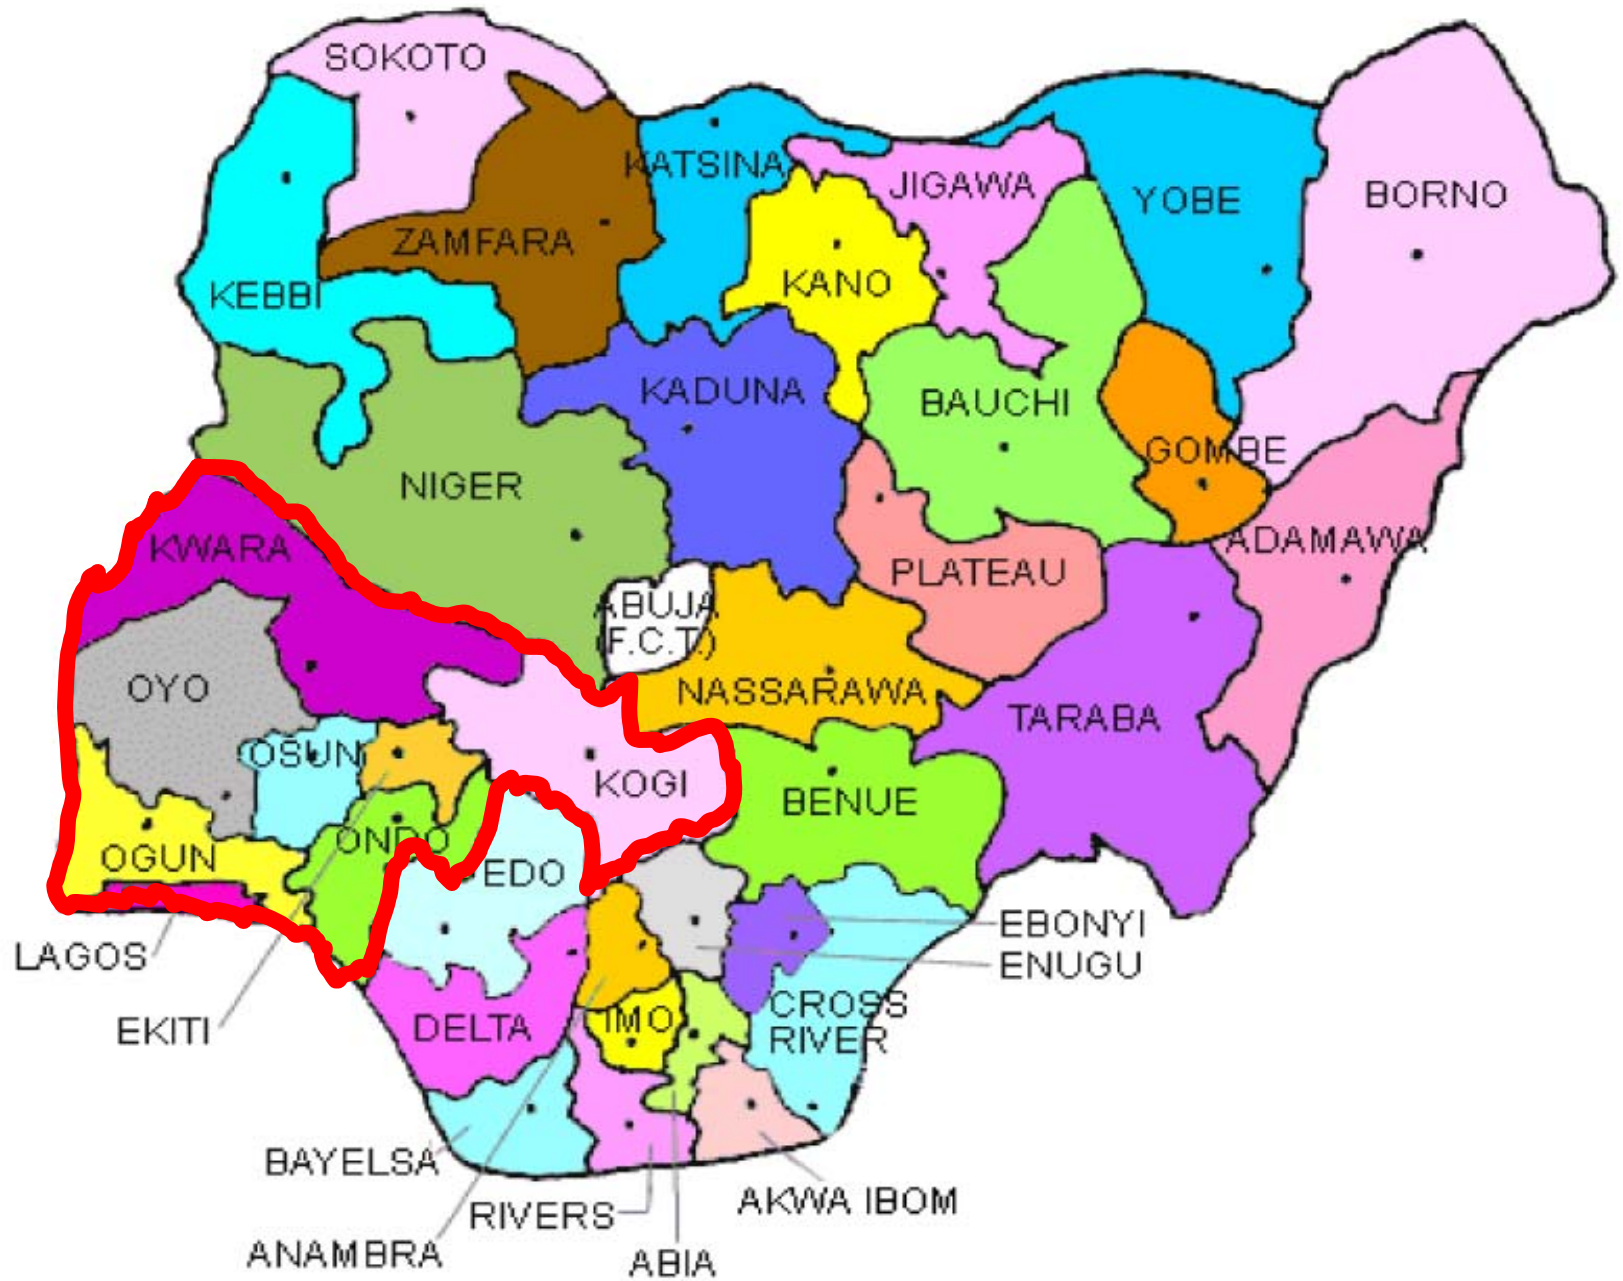 SOKOTO
KATSINA
JIGAWA
YOBE
BORNO
ZAMFARA
KANO
KEBBI
KADUNA
BAUCHI
GOMBE
NIGER
KWARA
ADAMAWA
PLATEAU
ABUJA
(F.C.T.)
OYO
NASSARAWA
TARABA
OSUN
KOGI
BENUE
ONDO
OGUN
EDO
EBONYI
LAGOS
ENUGU
EKITI
DELTA
IMO
CROSS
RIVER
BAYELSA
RIVERS
AKWA IBOM
ANAMBRA
ABIA